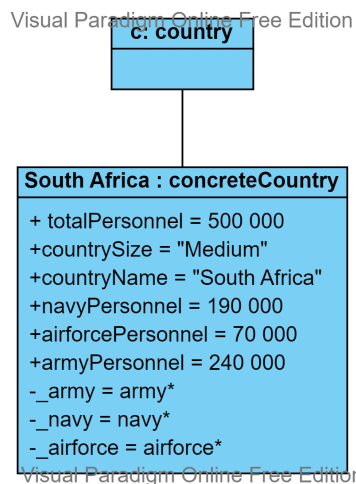 Visual Paradigm Online Free Edition
c: country
South Africa : concreteCountry
+ totalPersonnel = 500 000
+countrySize = "Medium"
+countryName = "South Africa"
+navyPersonnel = 190 000
+airforcePersonnel = 70 000
+armyPersonnel = 240 000
-_army = army*
-_navy = navy*
-_airforce = airforce*
Visual Paradigm Online Free Edition